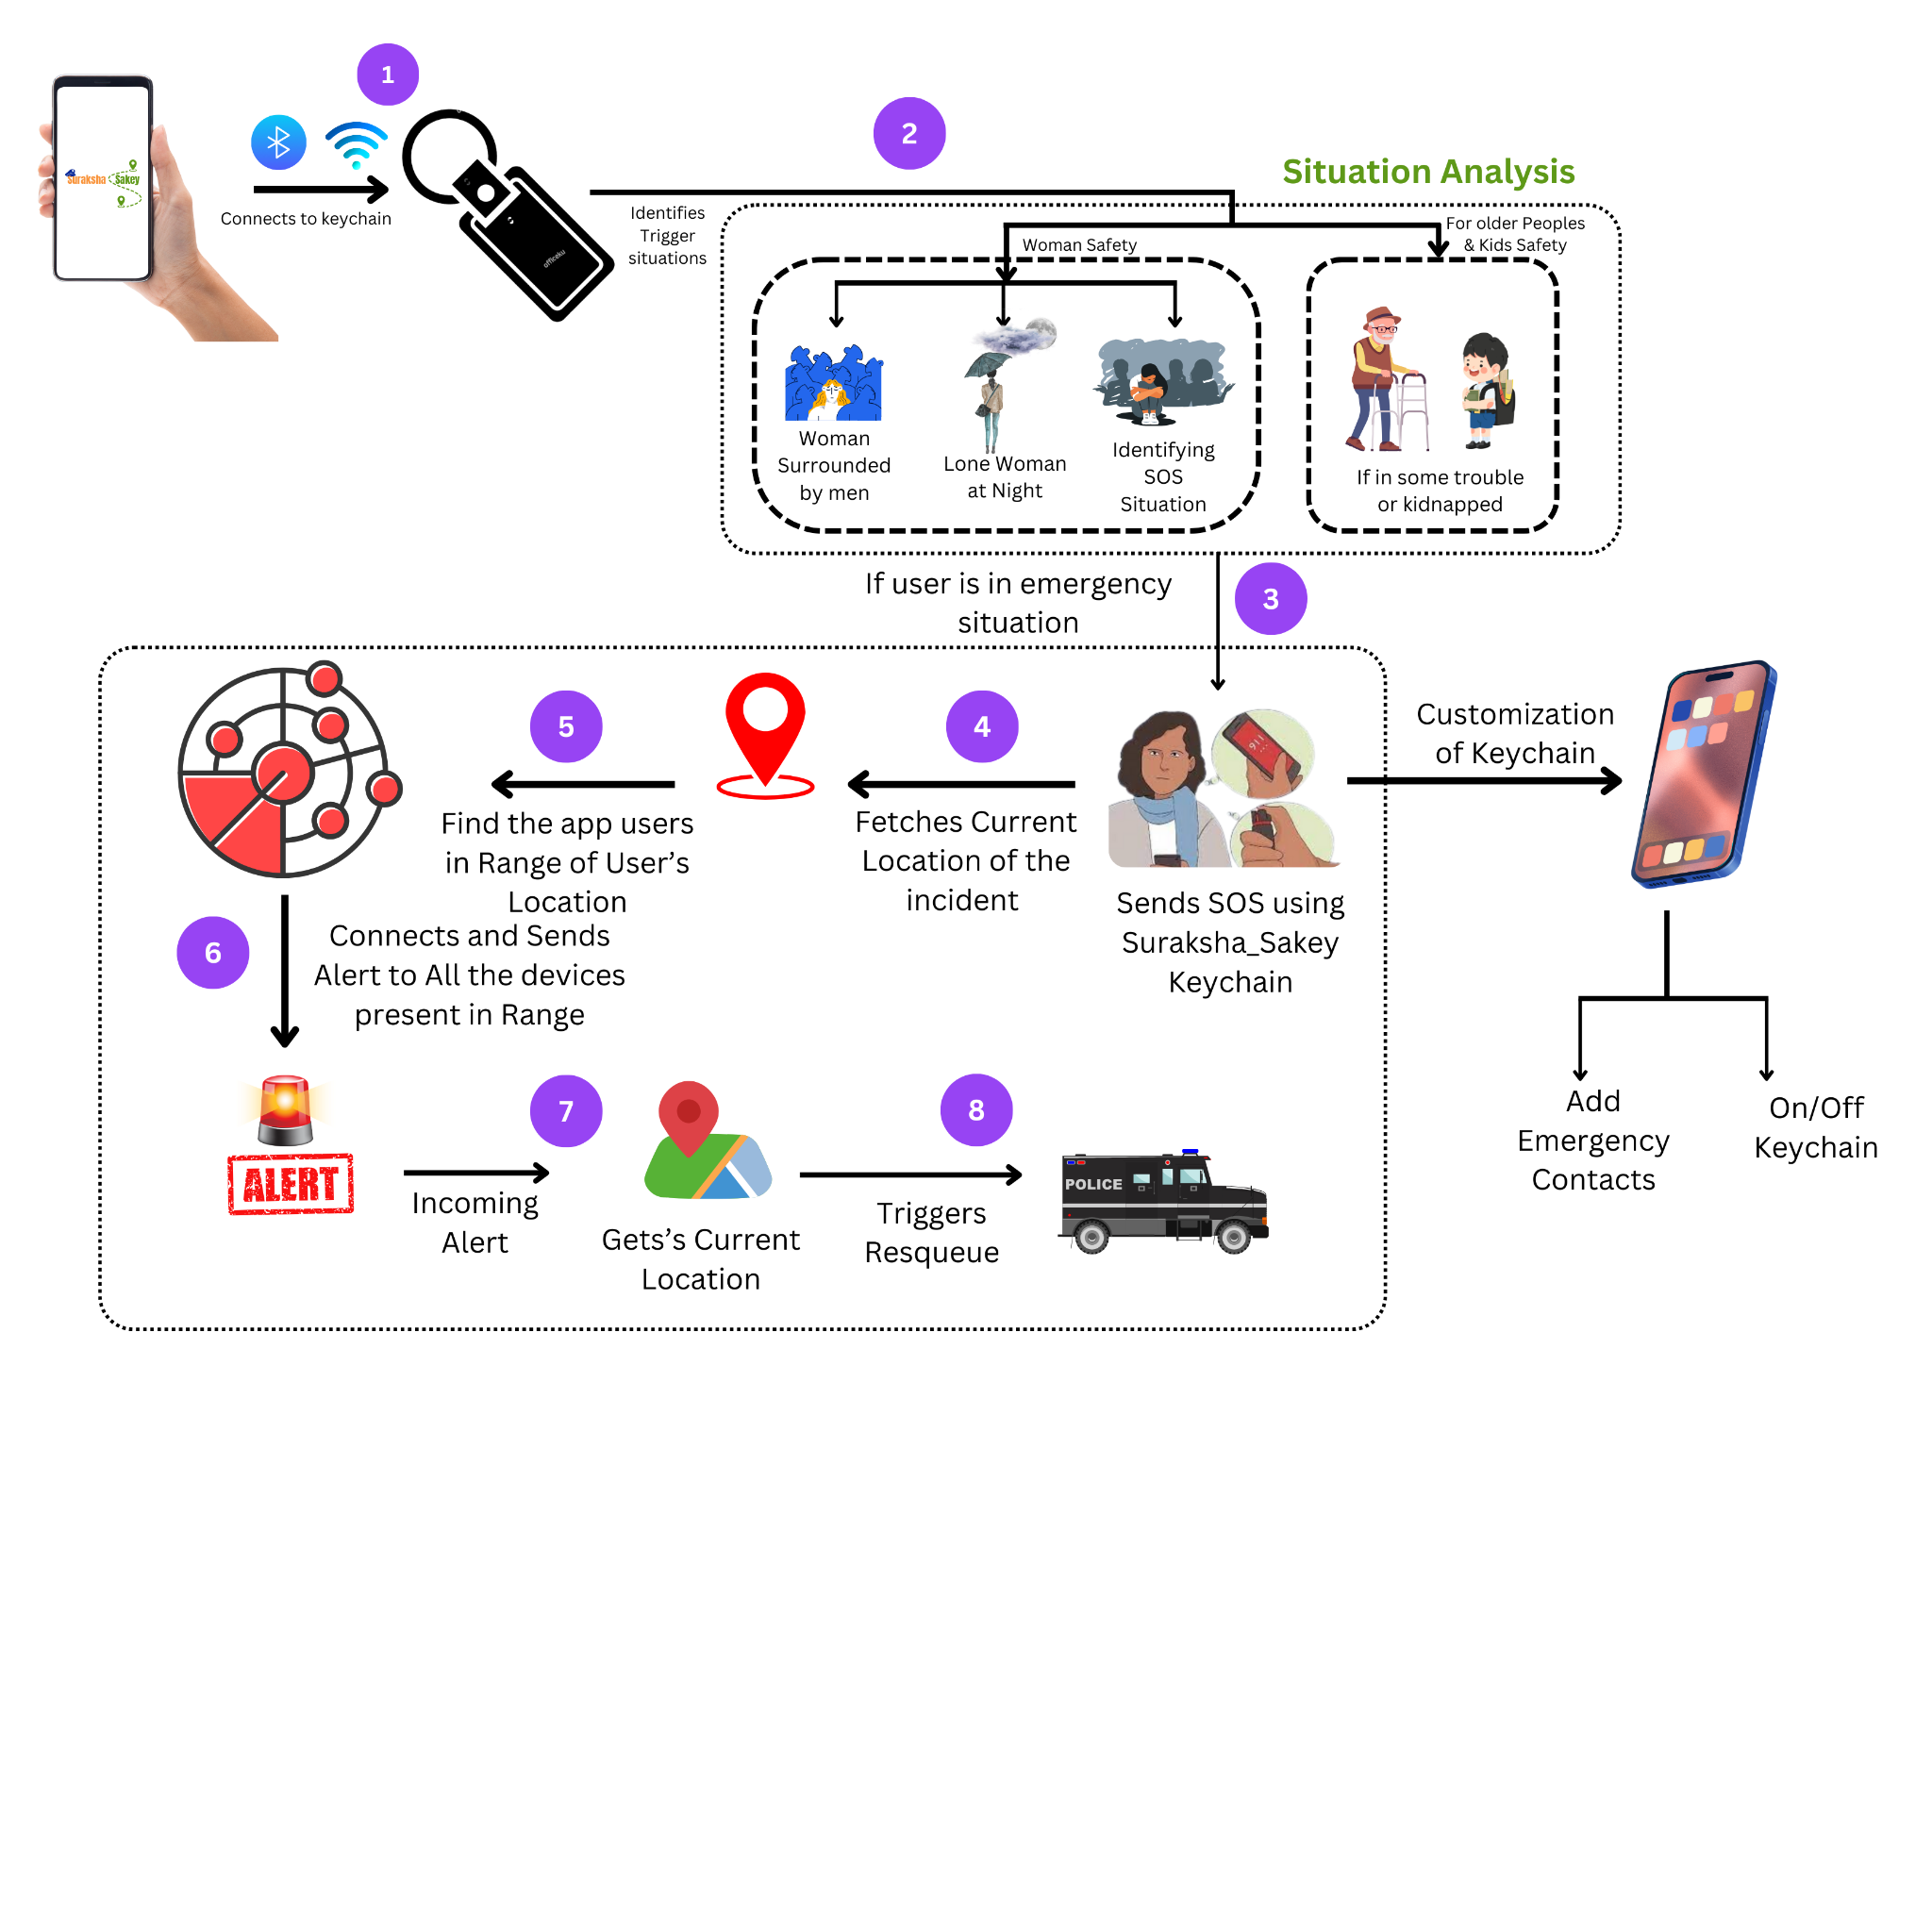 1
2
Situation Analysis
Suraksha Sakey
Connects to keychain
officeku
Identifies
Trigger
situations
Woman Safety
For older Peoples
& Kids Safety
Woman
Surrounded
by men
Lone Woman
at Night
Identifying
SOS
Situation
If in some trouble
or kidnapped
If user is in emergency
situation
3
5
4
911
Customization
of Keychain
Find the app users
in Range of User's
Location
Fetches Current
Location of the
incident
Sends SOS using
Suraksha_Sakey
Keychain
6
Connects and Sends
Alert to All the devices
present in Range
7
8
ALERT
Incoming
Alert
Gets's Current
Location
Triggers
Resqueue
POLICE
Add
Emergency
Contacts
On/Off
Keychain